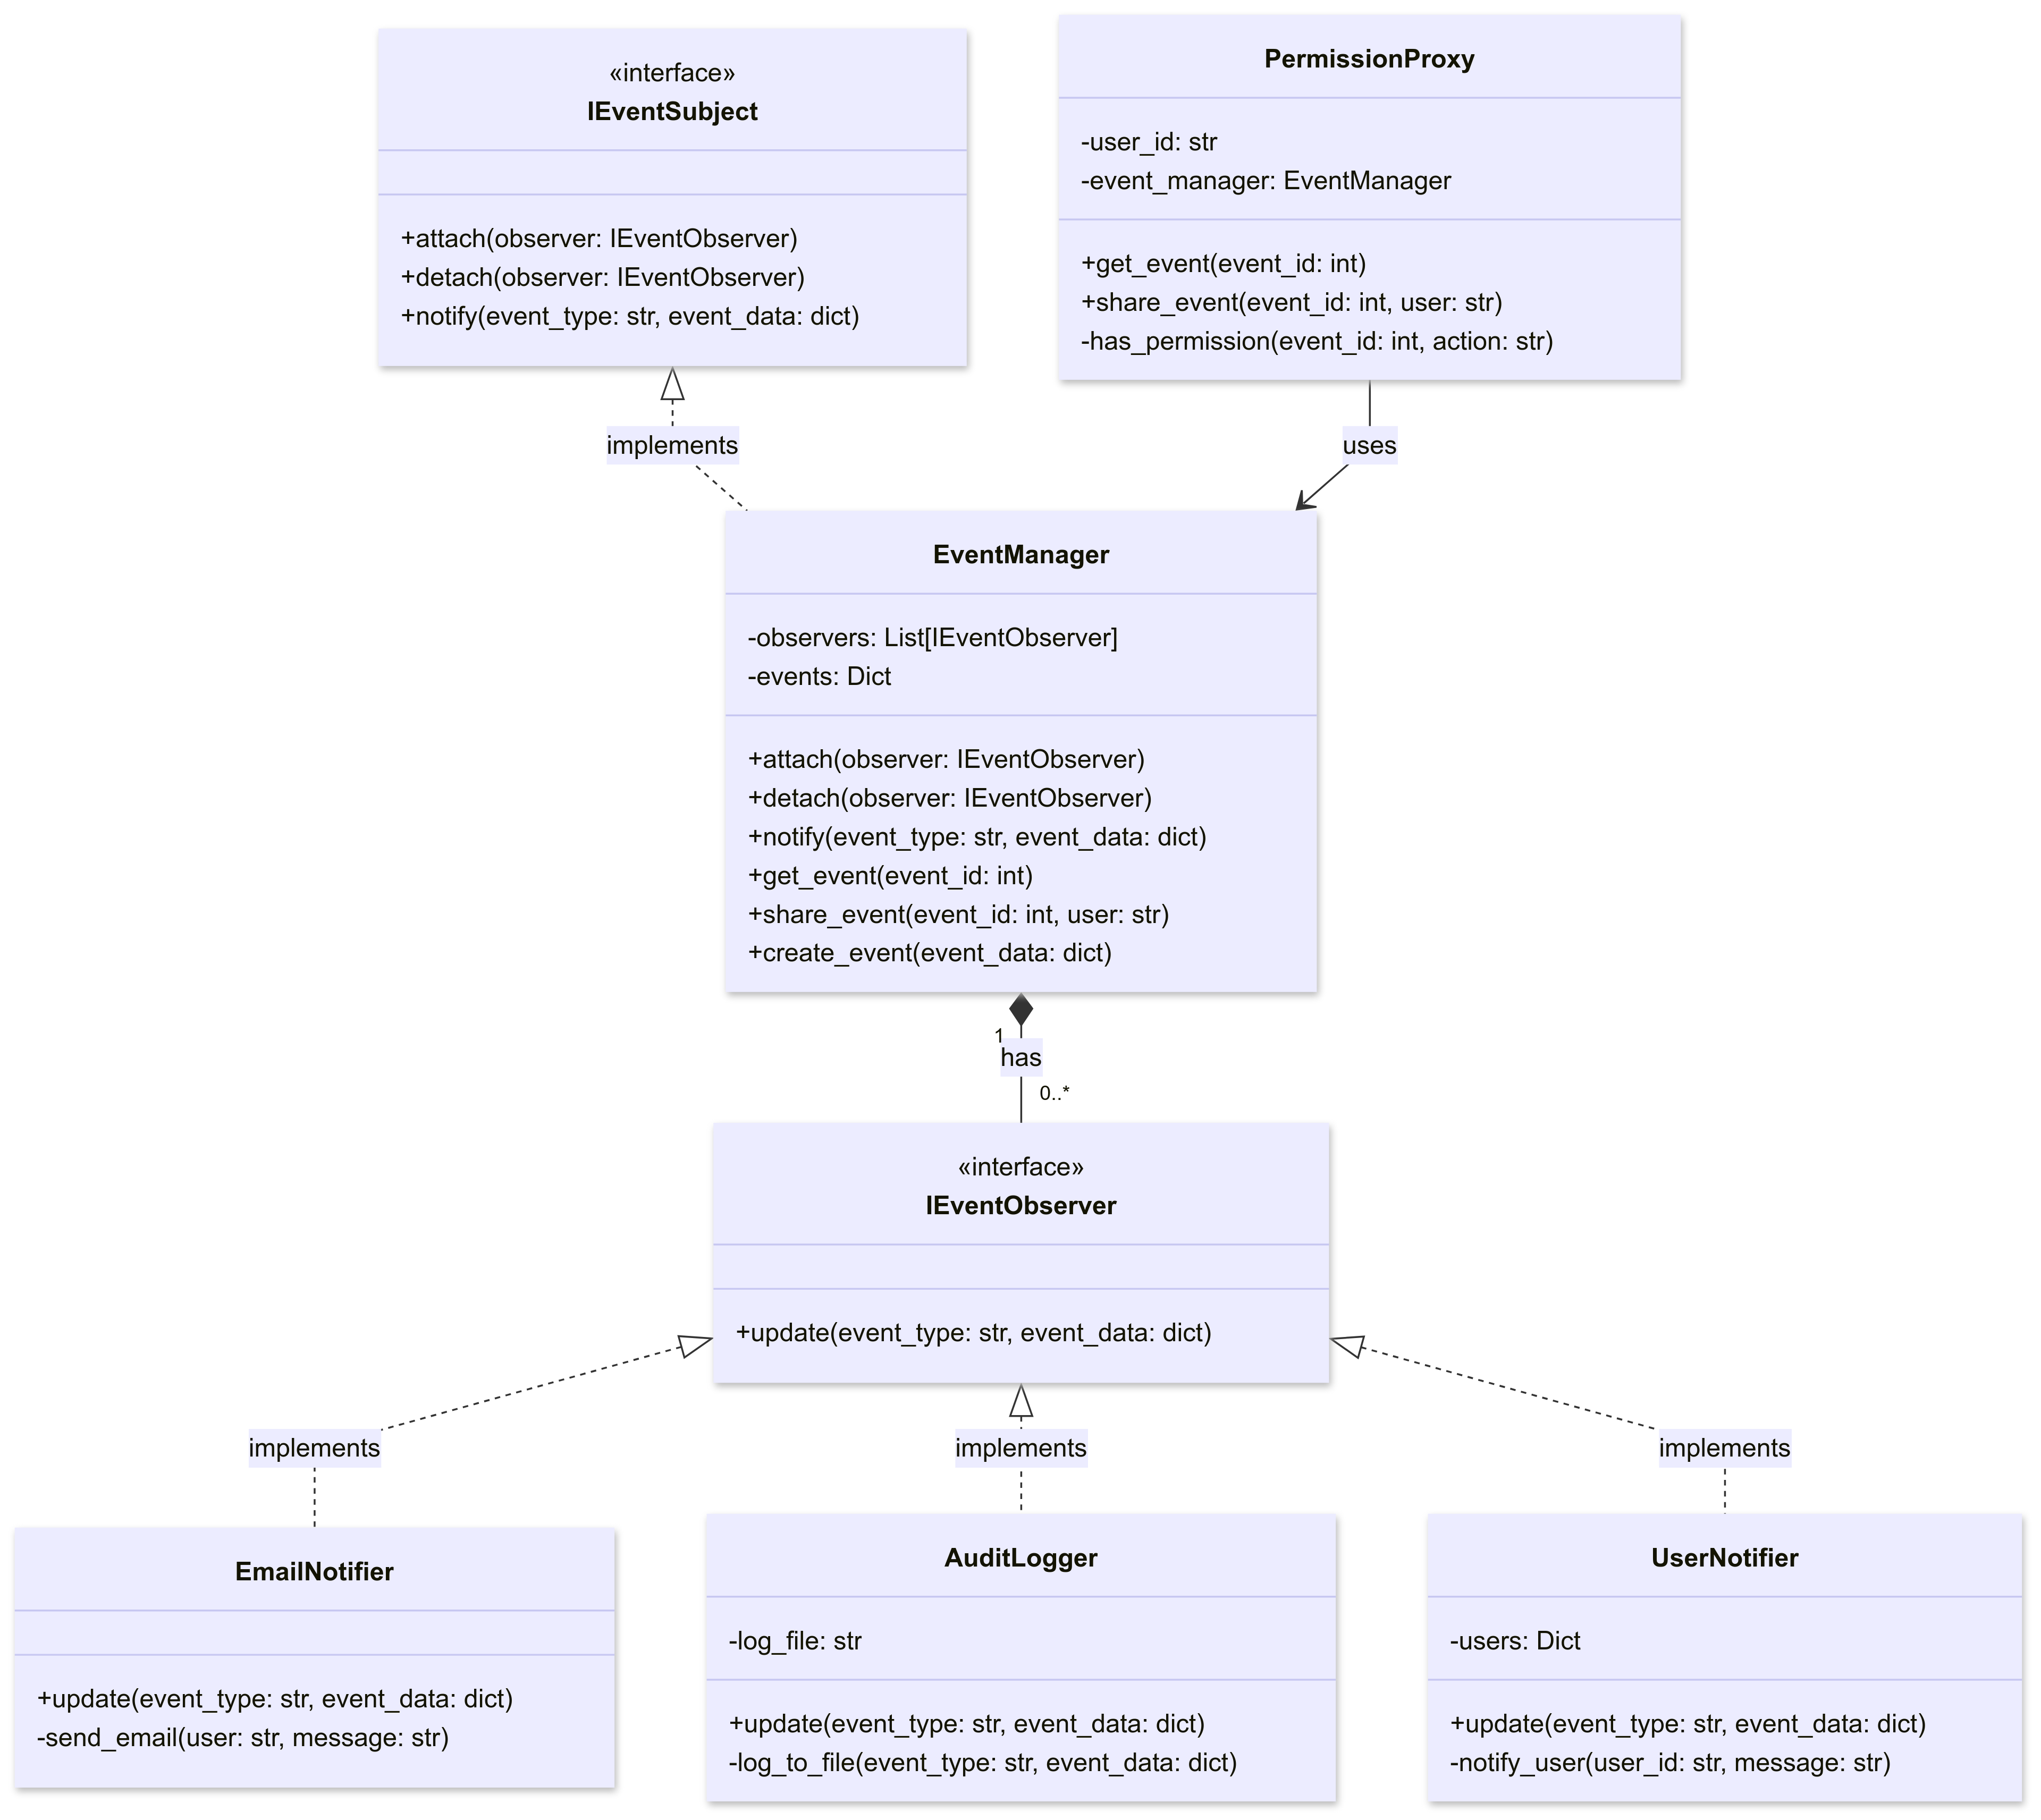 «interface»
IEventSubject
+attach(observer: IEventObserver)
+detach(observer: IEventObserver)
+notify(event_type: str, event_data: dict)
PermissionProxy
-user_id: str
-event_manager: EventManager
+get_event(event_id: int)
+share_event(event_id: int, user: str)
-has_permission(event_id: int, action: str)
implements
uses
EventManager
-observers: List[IEventObserver]
-events: Dict
+attach(observer: IEventObserver)
+detach(observer: IEventObserver)
+notify(event_type: str, event_data: dict)
+get_event(event_id: int)
+share_event(event_id: int, user: str)
+create_event(event_data: dict)
1
has
0..*
«interface»
IEventObserver
+update(event_type: str, event_data: dict)
implements
implements
implements
EmailNotifier
+update(event_type: str, event_data: dict)
-send_email(user: str, message: str)
AuditLogger
-log_file: str
+update(event_type: str, event_data: dict)
-log_to_file(event_type: str, event_data: dict)
UserNotifier
-users: Dict
+update(event_type: str, event_data: dict)
-notify_user(user_id: str, message: str)